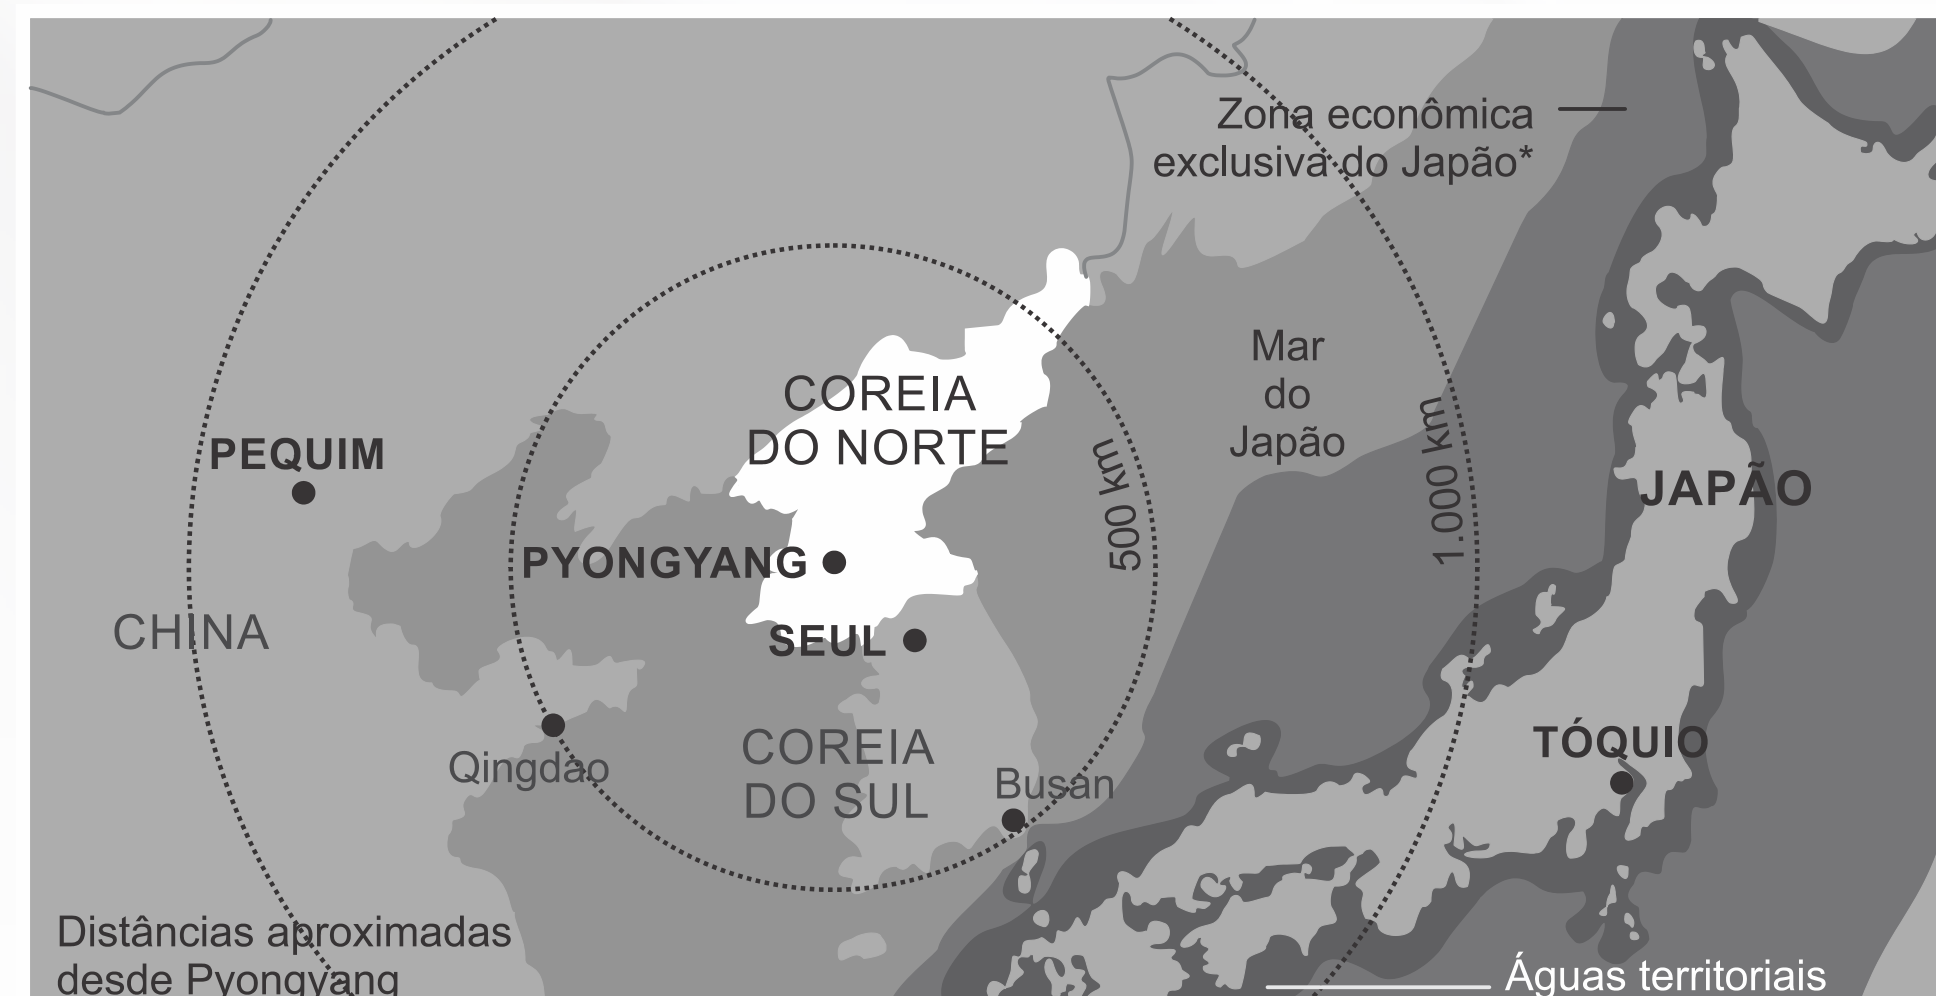 Zona econômica
exclusiva do Japão*
Mar
do
Japão
COREIA
DO NORTE
500 km
1.000 km
PEQUIM
JAPÃO
PYONGYANG
CHINA
SEUL
COREIA
DO SUL
TÓQUIO
Qingdao
Busan
Distâncias aproximadas
desde Pyongyang
Águas territoriais